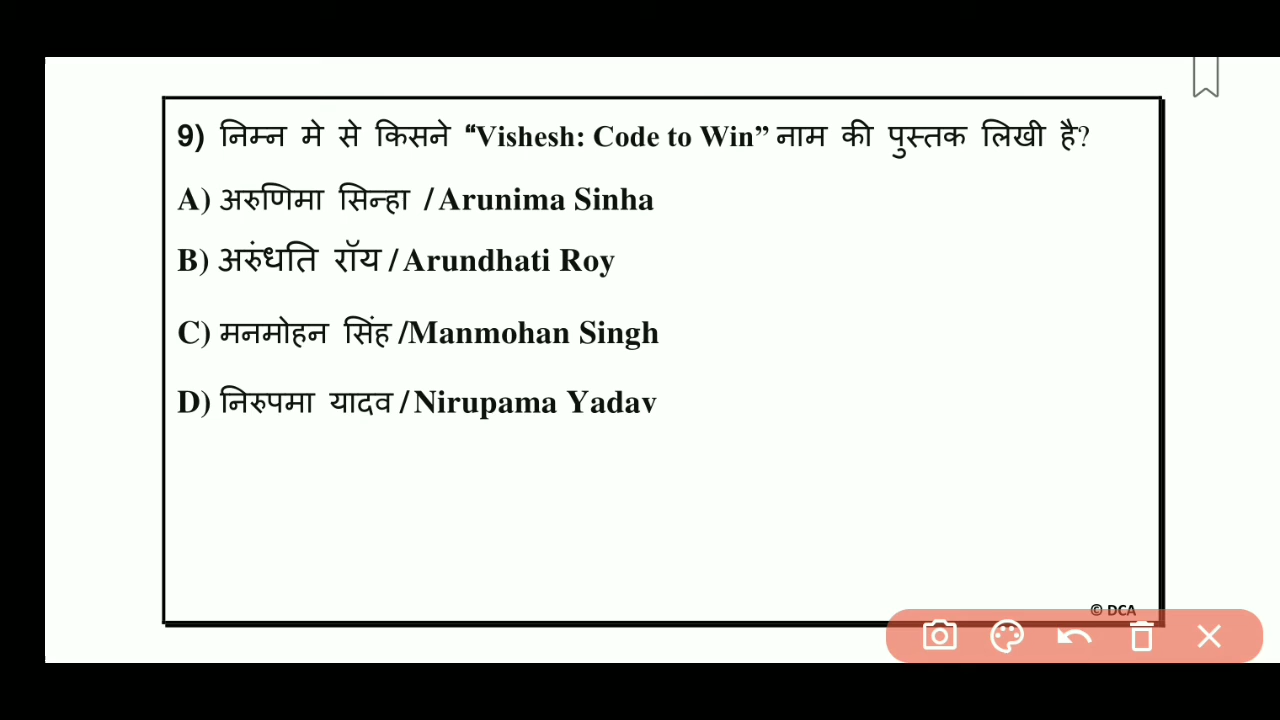 9) निम्न मे से किसने “Vishesh: Code to Win” नाम की पुस्तक लिखी है?
A) अरुणिमा सिन्हा / Arunima Sinha
B) अरुंधति रॉय / Arundhati Roy
C) मनमोहन सिंह /Manmohan Singh
D) निरुपमा यादव / Nirupama Yadav
© DCA